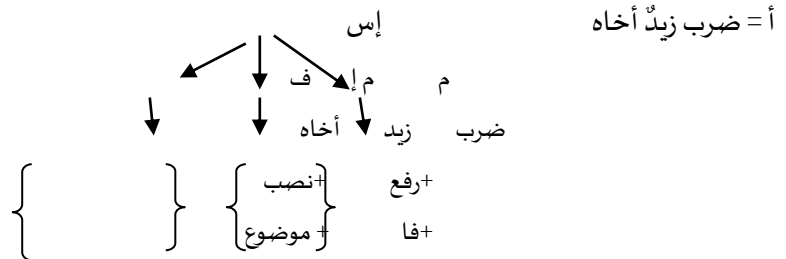 أ = ضرب زيدٌ أخاه إس
م م إ ف
ضرب زيد أخاه
+رفع +نصب
+فا + موضوع